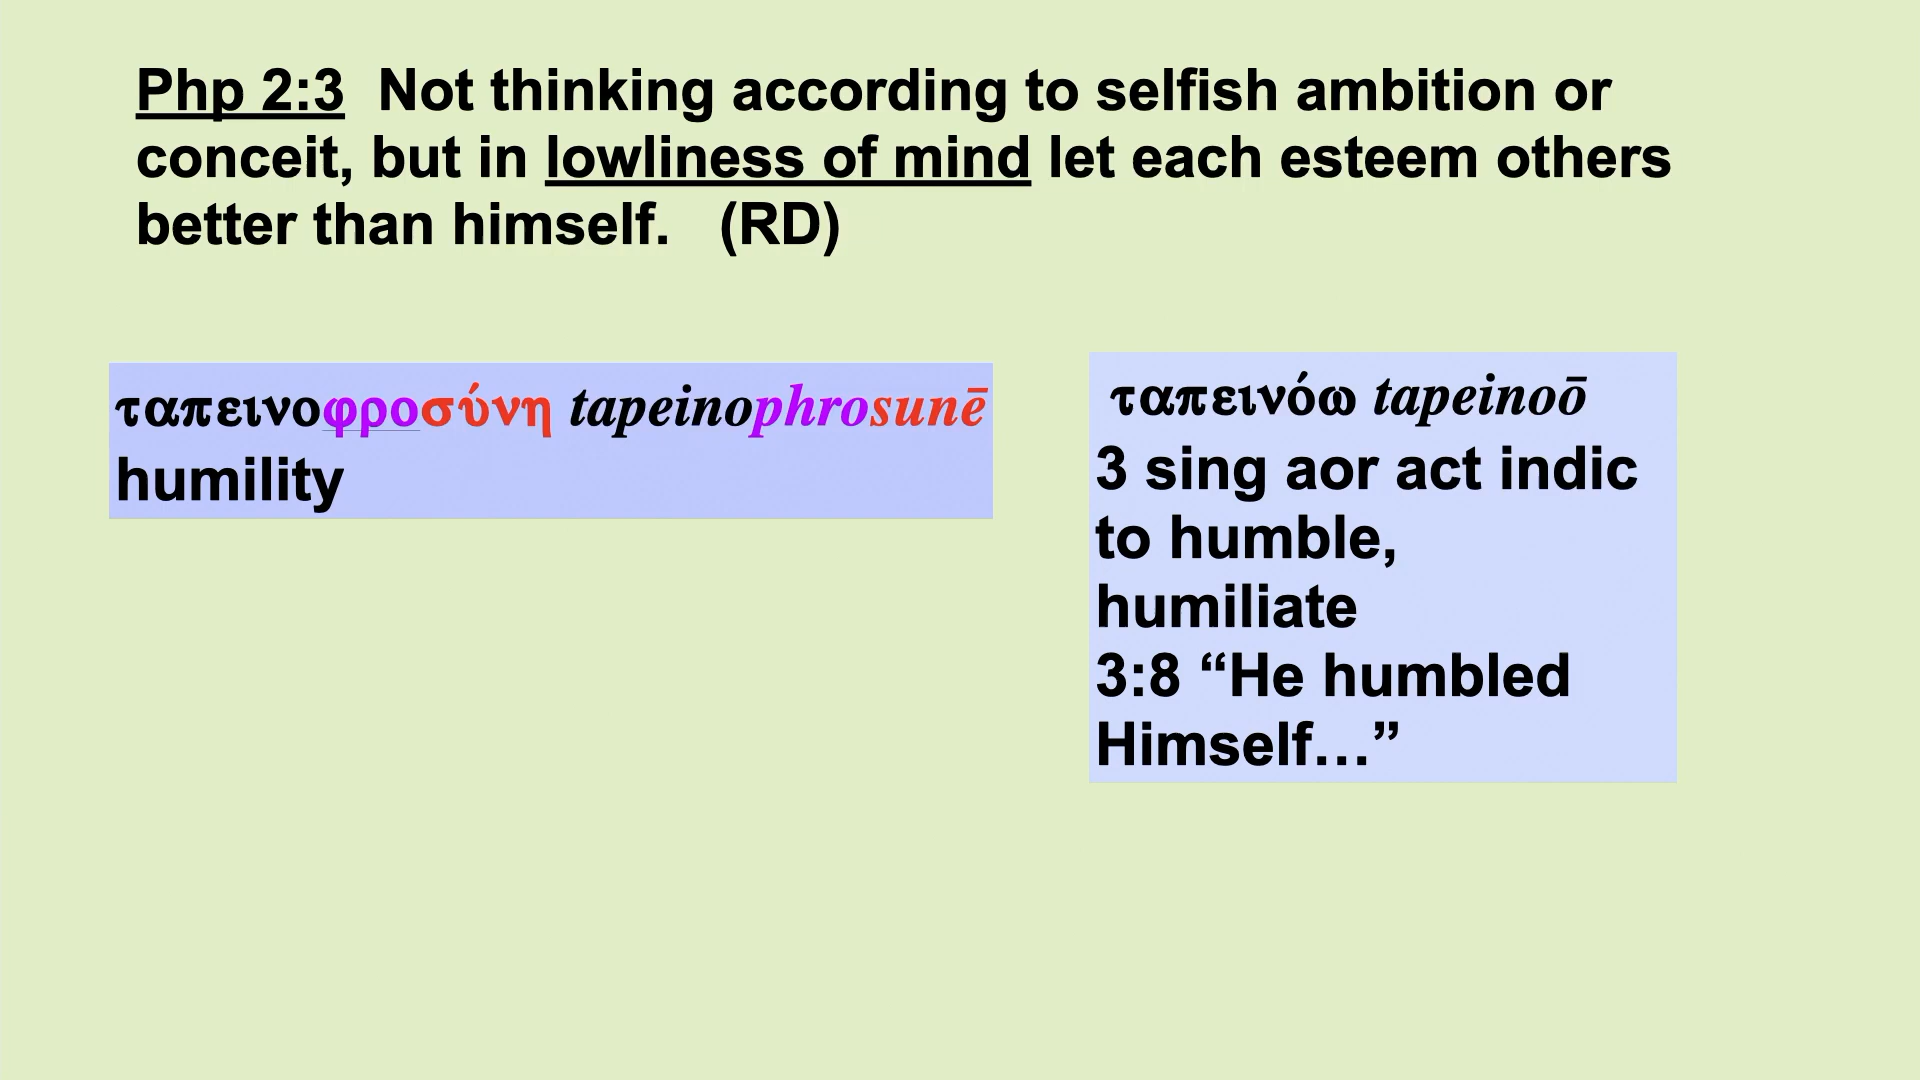 Php 2:3 Not thinking according to selfish ambition or
conceit, but in lowliness of mind let each esteem others
better than himself. (RD)
ταπεινοφροσύνη tapeinophrosunē
humility
ταπεινόω tapeinoō
3 sing aor act indic
to humble,
humiliate
3:8 “He humbled
Himself…”